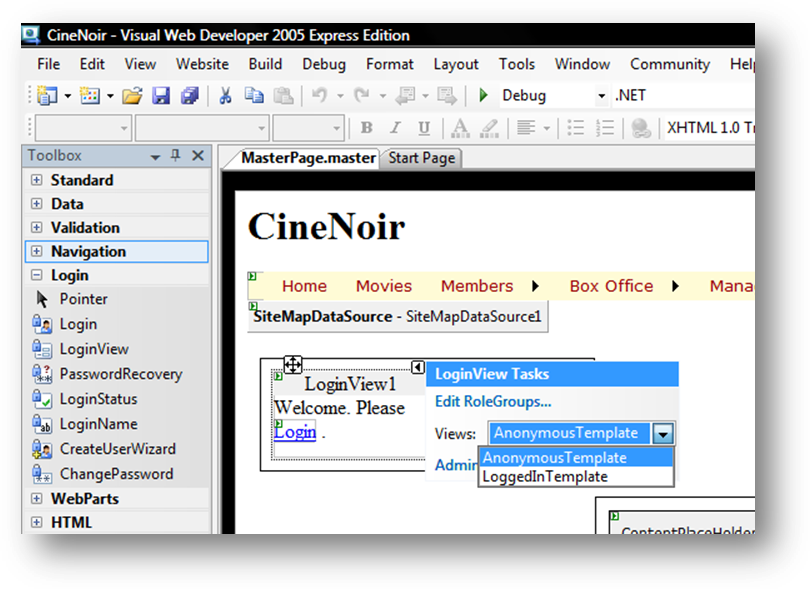 CineNoir - Visual Web Developer 2005 Express Edition
File Edit View Website Build Debug Format Layout Tools Window Community Help
Debug .NET
B I U A XHTML 1.0 Tr
Toolbox
MasterPage.master Start Page
Standard
Data
Validation
Navigation
Login
Pointer
Login
LoginView
PasswordRecovery
LoginStatus
LoginName
CreateUserWizard
ChangePassword
WebParts
HTML
CineNoir
Home Movies Members Box Office Mana
SiteMapDataSource - SiteMapDataSource1
LoginView1
Welcome. Please
Login .
LoginView Tasks
Edit RoleGroups...
Views: AnonymousTemplate
AnonymousTemplate
LoggedInTemplate
Admin
ContentPlaceHolder